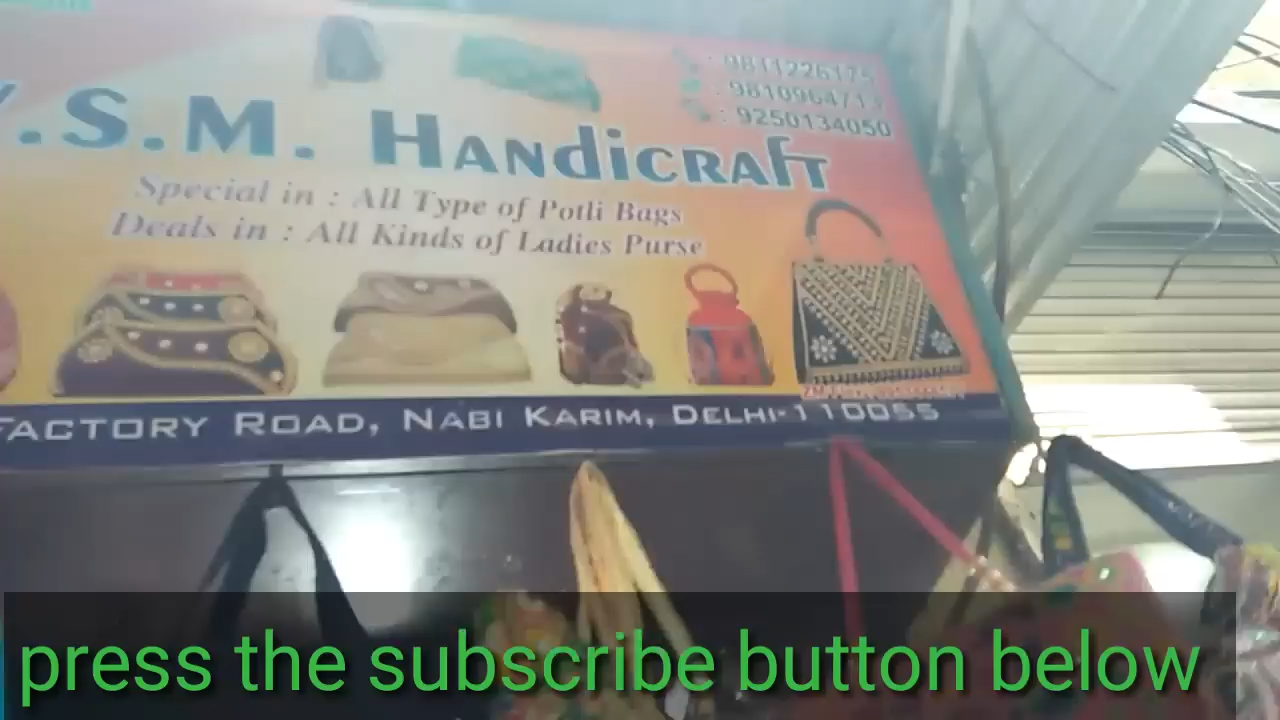 : 9811226175
: 9810964713
: 9250134050
.S.M. Handicraft
Special in : All Type of Potli Bags
Deals in : All Kinds of Ladies Purse
Factory Road, Nabi Karim, Delhi-110055
press the subscribe button below